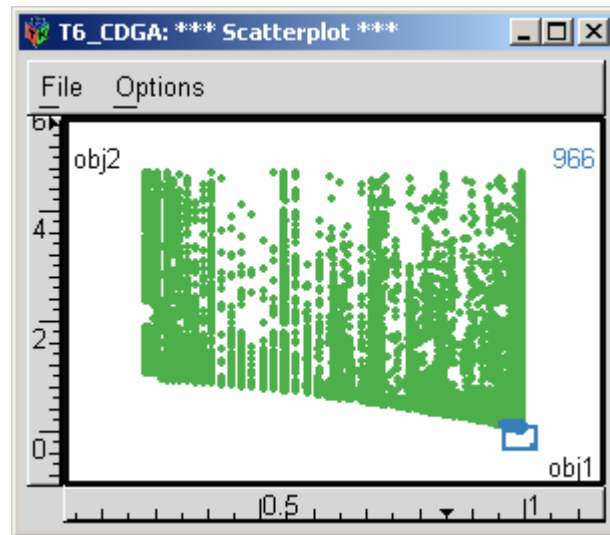 T6_CDGA: *** Scatterplot ***
File Options
6
obj2
966
4
2
0
obj1
0.5
1